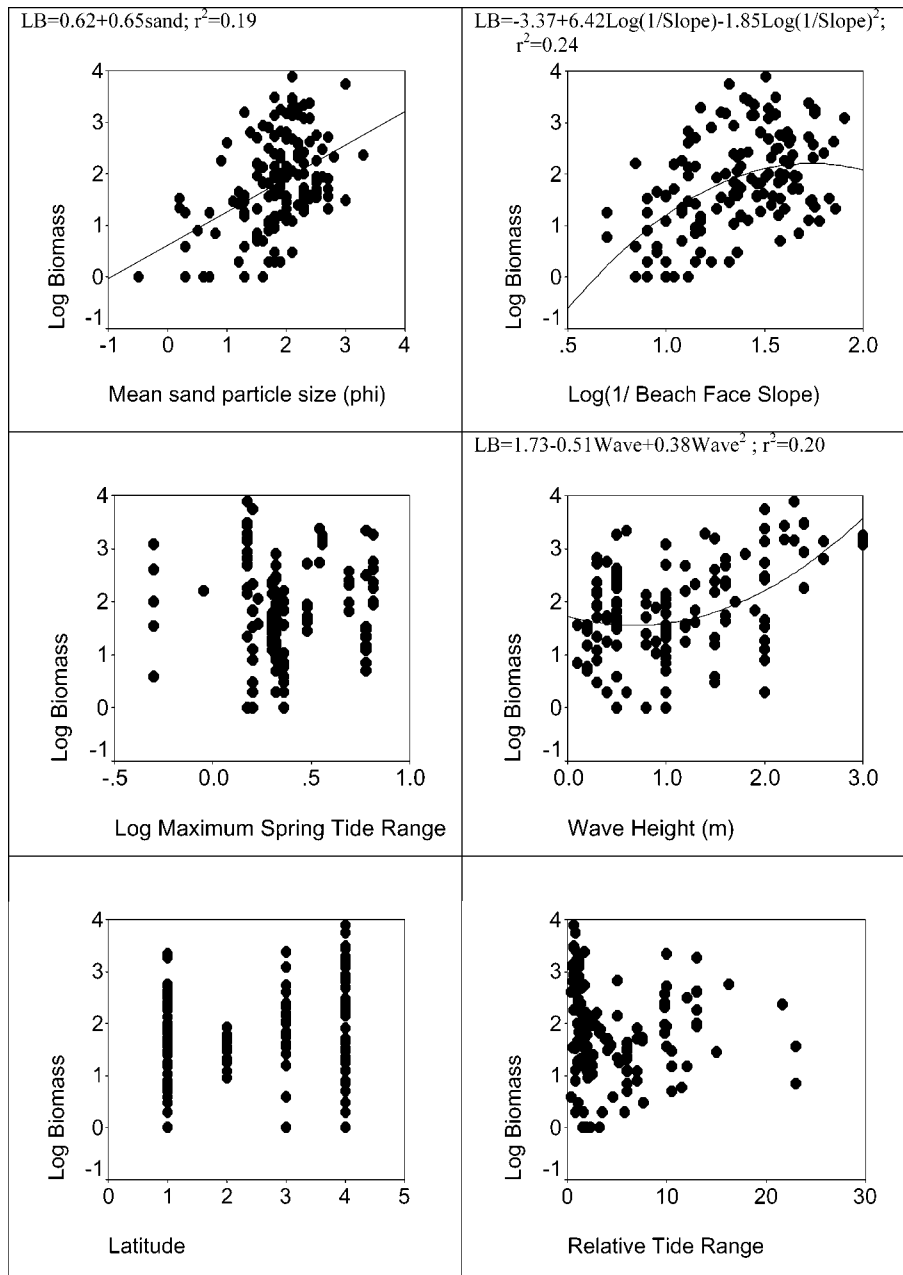 LB=0.62+0.65sand; r²=0.19
4
3
2
1
0
-1
Log Biomass
-1 0 1 2 3 4
Mean sand particle size (phi)
LB=-3.37+6.42Log(1/Slope)-1.85Log(1/Slope)²;
r²=0.24
4
3
2
1
0
-1
Log Biomass
.5 1.0 1.5 2.0
Log(1/ Beach Face Slope)
4
3
2
1
0
-1
Log Biomass
-.5 0.0 .5 1.0
Log Maximum Spring Tide Range
LB=1.73-0.51Wave+0.38Wave² ; r²=0.20
4
3
2
1
0
-1
Log Biomass
0.0 1.0 2.0 3.0
Wave Height (m)
4
3
2
1
0
-1
Log Biomass
0 1 2 3 4 5
Latitude
4
3
2
1
0
-1
Log Biomass
0 10 20 30
Relative Tide Range